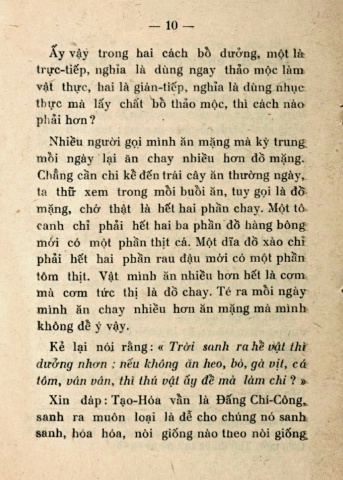 — 10 —
Ấy vậy trong hai cách bổ dưỡng, một là
trực-tiếp, nghĩa là dùng ngay thảo mộc làm
vật thực, hai là gián-tiếp, nghĩa là dùng nhục
thực mà lấy chất bổ thảo mộc, thì cách nào
phải hơn?
Nhiều người gọi mình ăn mặng mà kỳ trung
mỗi ngày lại ăn chay nhiều hơn đồ mặng.
Chẳng cần chi kể đến trái cây ăn thường ngày,
ta thử xem trong mỗi buổi ăn, tuy gọi là đồ
mặng, chớ thật là hết hai phần chay. Một tô
canh chỉ phải hết hai ba phần đồ hàng bông
mới có một phần thịt cá. Một dĩa đồ xào chỉ
phải hết hai phần rau đậu mới có một phần
tôm thịt. Vật mình ăn nhiều hơn hết là cơm
mà cơm tức thị là đồ chay. Té ra mỗi ngày
mình ăn chay nhiều hơn ăn mặng mà mình
không để ý vậy.
Kẻ lại nói rằng: « Trời sanh ra hể vật thì
dưỡng nhơn ; nếu không ăn heo, bò, gà vịt, cá
tôm, vân vân, thì thú vật ấy để mà làm chi ? »
Xin đáp: Tạo-Hóa vẫn là Đấng Chí-Công,
sanh ra muôn loại là để cho chúng nó sanh
sanh, hóa hóa, nòi giống nào theo nòi giống